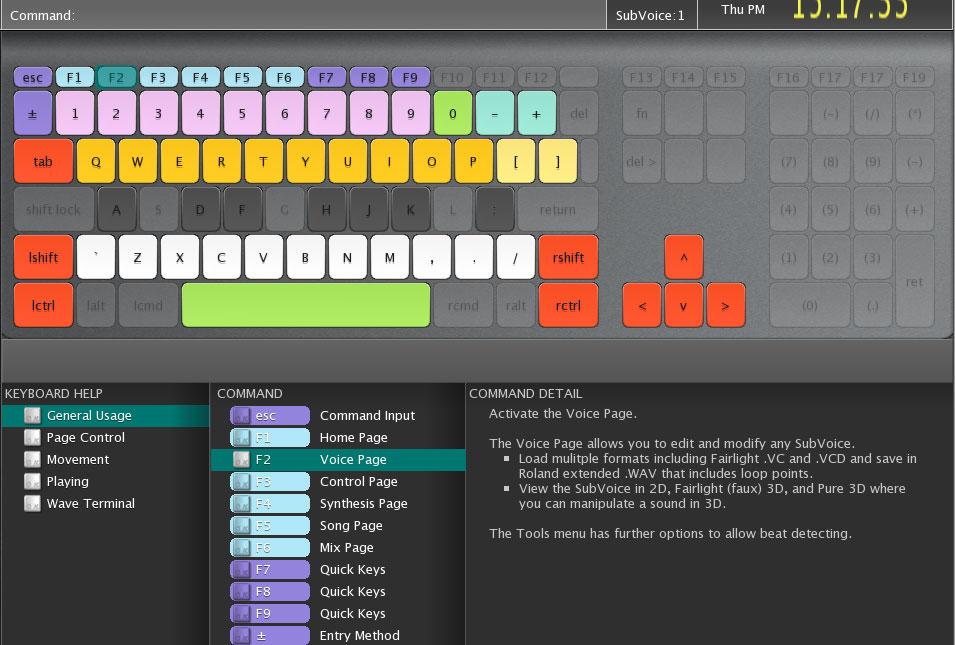 Command:
SubVoice:1
Thu PM
15.17.55
esc F1 F2 F3 F4 F5 F6 F7 F8 F9 F10 F11 F12 F13 F14 F15 F16 F17 F17 F19
± 1 2 3 4 5 6 7 8 9 0 - + del fn (~) (/) (*)
tab Q W E R T Y U I O P [ ] del > (7) (8) (9) (-)
shift lock A S D F G H J K L : return (4) (5) (6) (+)
lshift ` Z X C V B N M , . / rshift ^ (1) (2) (3) ret
lctrl lalt lcmd rcmd ralt rctrl < v > (0) (.)
KEYBOARD HELP
General Usage
Page Control
Movement
Playing
Wave Terminal
COMMAND
esc Command Input
F1 Home Page
F2 Voice Page
F3 Control Page
F4 Synthesis Page
F5 Song Page
F6 Mix Page
F7 Quick Keys
F8 Quick Keys
F9 Quick Keys
± Entry Method
COMMAND DETAIL
Activate the Voice Page.
The Voice Page allows you to edit and modify any SubVoice.
▪ Load mulitple formats including Fairlight .VC and .VCD and save in
Roland extended .WAV that includes loop points.
▪ View the SubVoice in 2D, Fairlight (faux) 3D, and Pure 3D where
you can manipulate a sound in 3D.
The Tools menu has further options to allow beat detecting.